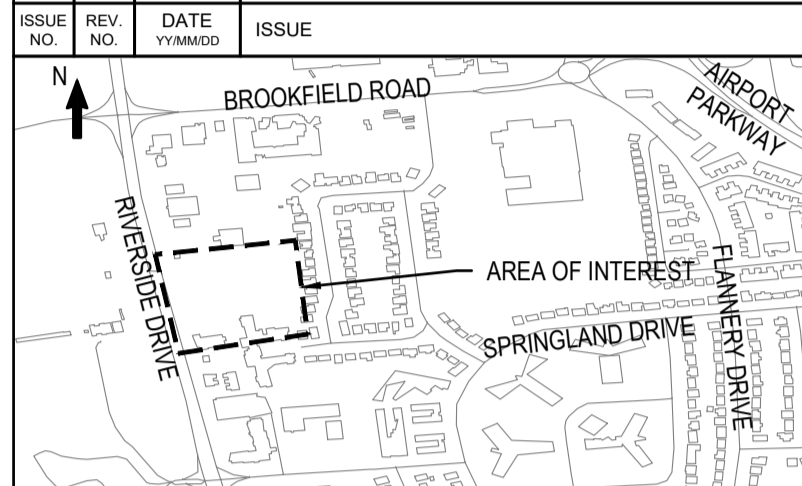 ISSUE NO.
REV. NO.
DATE YY/MM/DD
ISSUE
N
BROOKFIELD ROAD
AIRPORT
PARKWAY
RIVERSIDE DRIVE
AREA OF INTEREST
FLANNERY DRIVE
SPRINGLAND DRIVE